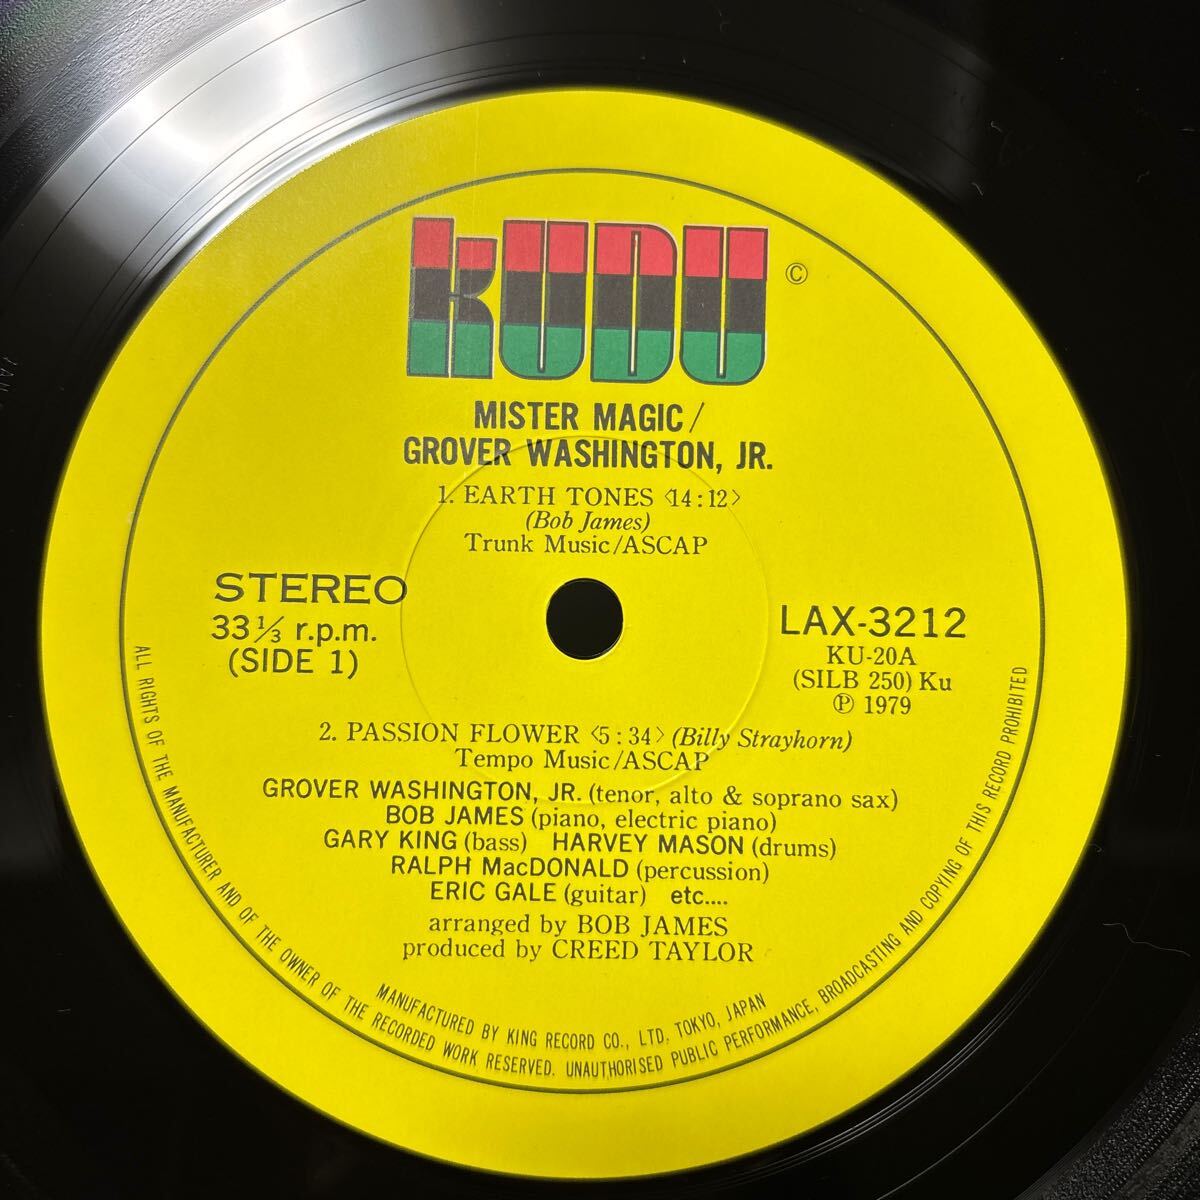 KUDU ©
MISTER MAGIC/
GROVER WASHINGTON, JR.
1. EARTH TONES 〈14:12〉
(Bob James)
Trunk Music/ASCAP
STEREO
33⅓ r.p.m.
(SIDE 1)
LAX-3212
KU-20A
(SILB 250) Ku
℗ 1979
2. PASSION FLOWER 〈5:34〉 (Billy Strayhorn)
Tempo Music/ASCAP
GROVER WASHINGTON, JR. (tenor, alto & soprano sax)
BOB JAMES (piano, electric piano)
GARY KING (bass) HARVEY MASON (drums)
RALPH MacDONALD (percussion)
ERIC GALE (guitar) etc....
arranged by BOB JAMES
produced by CREED TAYLOR
MANUFACTURED BY KING RECORD CO., LTD. TOKYO, JAPAN
ALL RIGHTS OF THE MANUFACTURER AND OF THE OWNER OF THE RECORDED WORK RESERVED. UNAUTHORISED PUBLIC PERFORMANCE, BROADCASTING AND COPYING OF THIS RECORD PROHIBITED